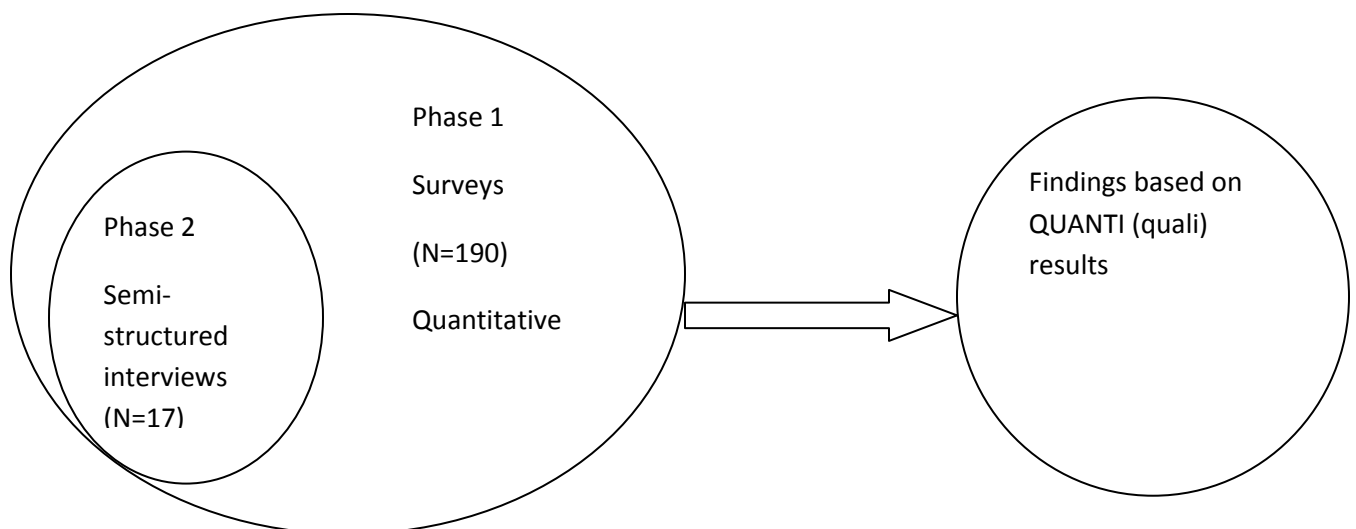 Phase 1
Surveys
(N=190)
Quantitative
Phase 2
Semi-
structured
interviews
(N=17)
Findings based on
QUANTI (quali)
results